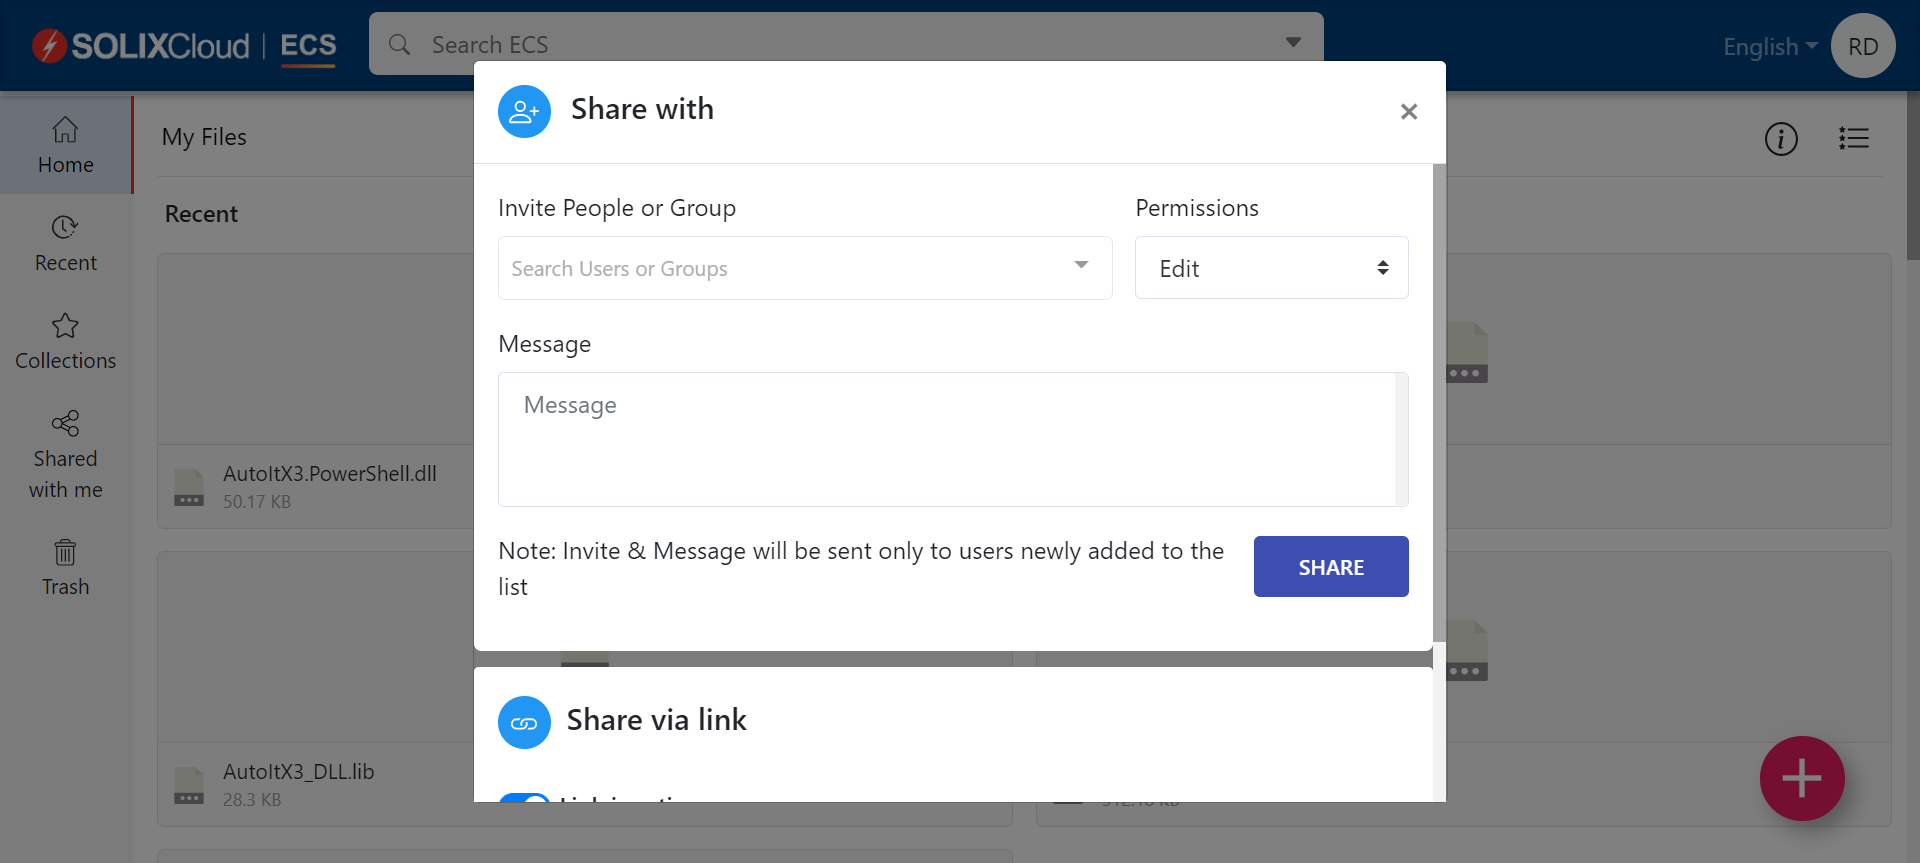 SOLIXCloud | ECS
Search ECS
English
RD
Share with
Home
My Files
Recent
Recent
Collections
Shared
with me
Trash
Invite People or Group
Permissions
Search Users or Groups
Edit
Message
Message
AutoItX3.PowerShell.dll
50.17 KB
Note: Invite & Message will be sent only to users newly added to the
list
SHARE
Share via link
AutoItX3_DLL.lib
28.3 KB